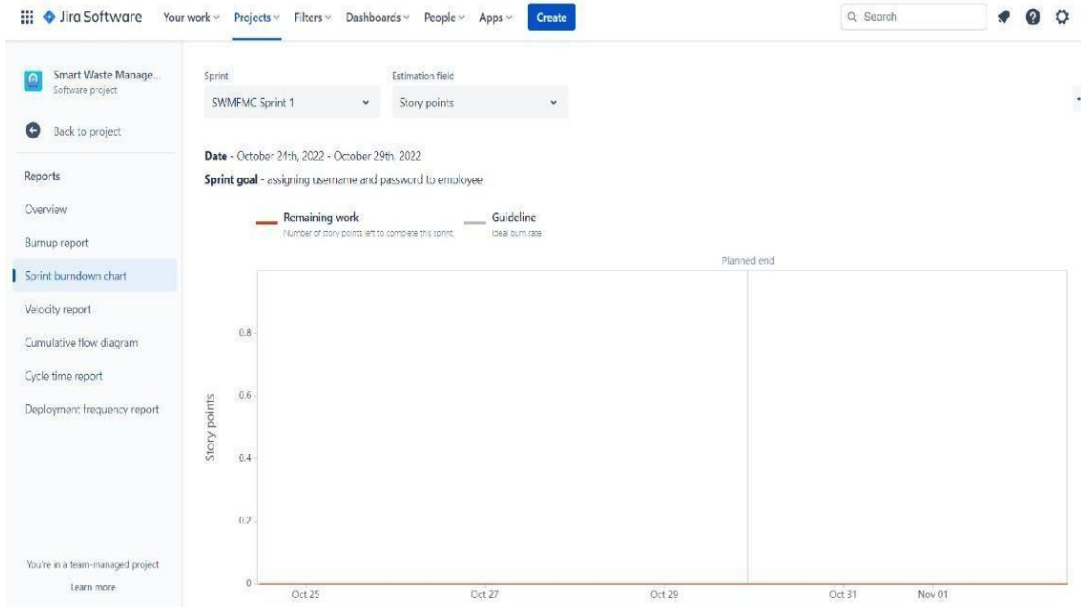 Jira Software Your work Projects Filters Dashboards People Apps Create Search
Smart Waste Manage...
Software project
Back to project
Reports
Overview
Burnup report
Sprint burndown chart
Velocity report
Cumulative flow diagram
Cycle time report
Deployment frequency report
You're in a team-managed project
Learn more
Sprint Estimation field
SWMFMC Sprint 1 Story points
Date - October 24th, 2022 - October 29th, 2022
Sprint goal - assigning username and password to employee
Remaining work Guideline
Number of story points left to complete this sprint. Ideal burn rate
Planned end
Story points
0.8
0.6
0.4
0.2
0
Oct 25 Oct 27 Oct 29 Oct 31 Nov 01